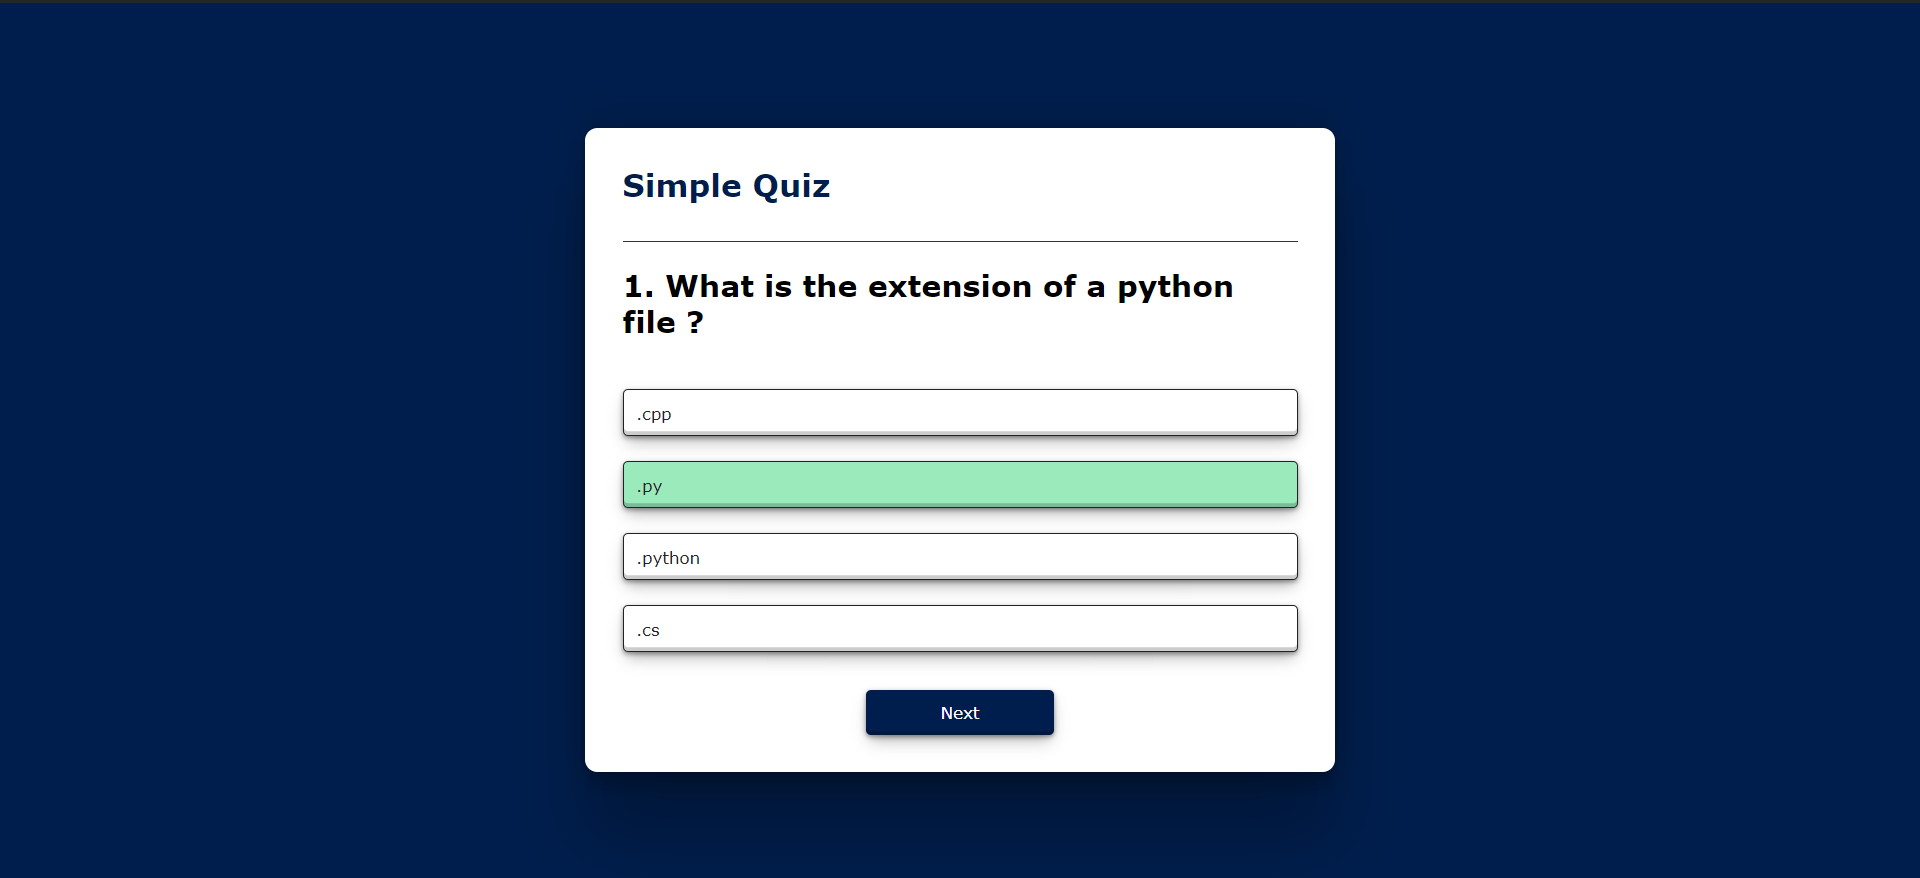 Simple Quiz
1. What is the extension of a python
file ?
.cpp
.py
.python
.cs
Next